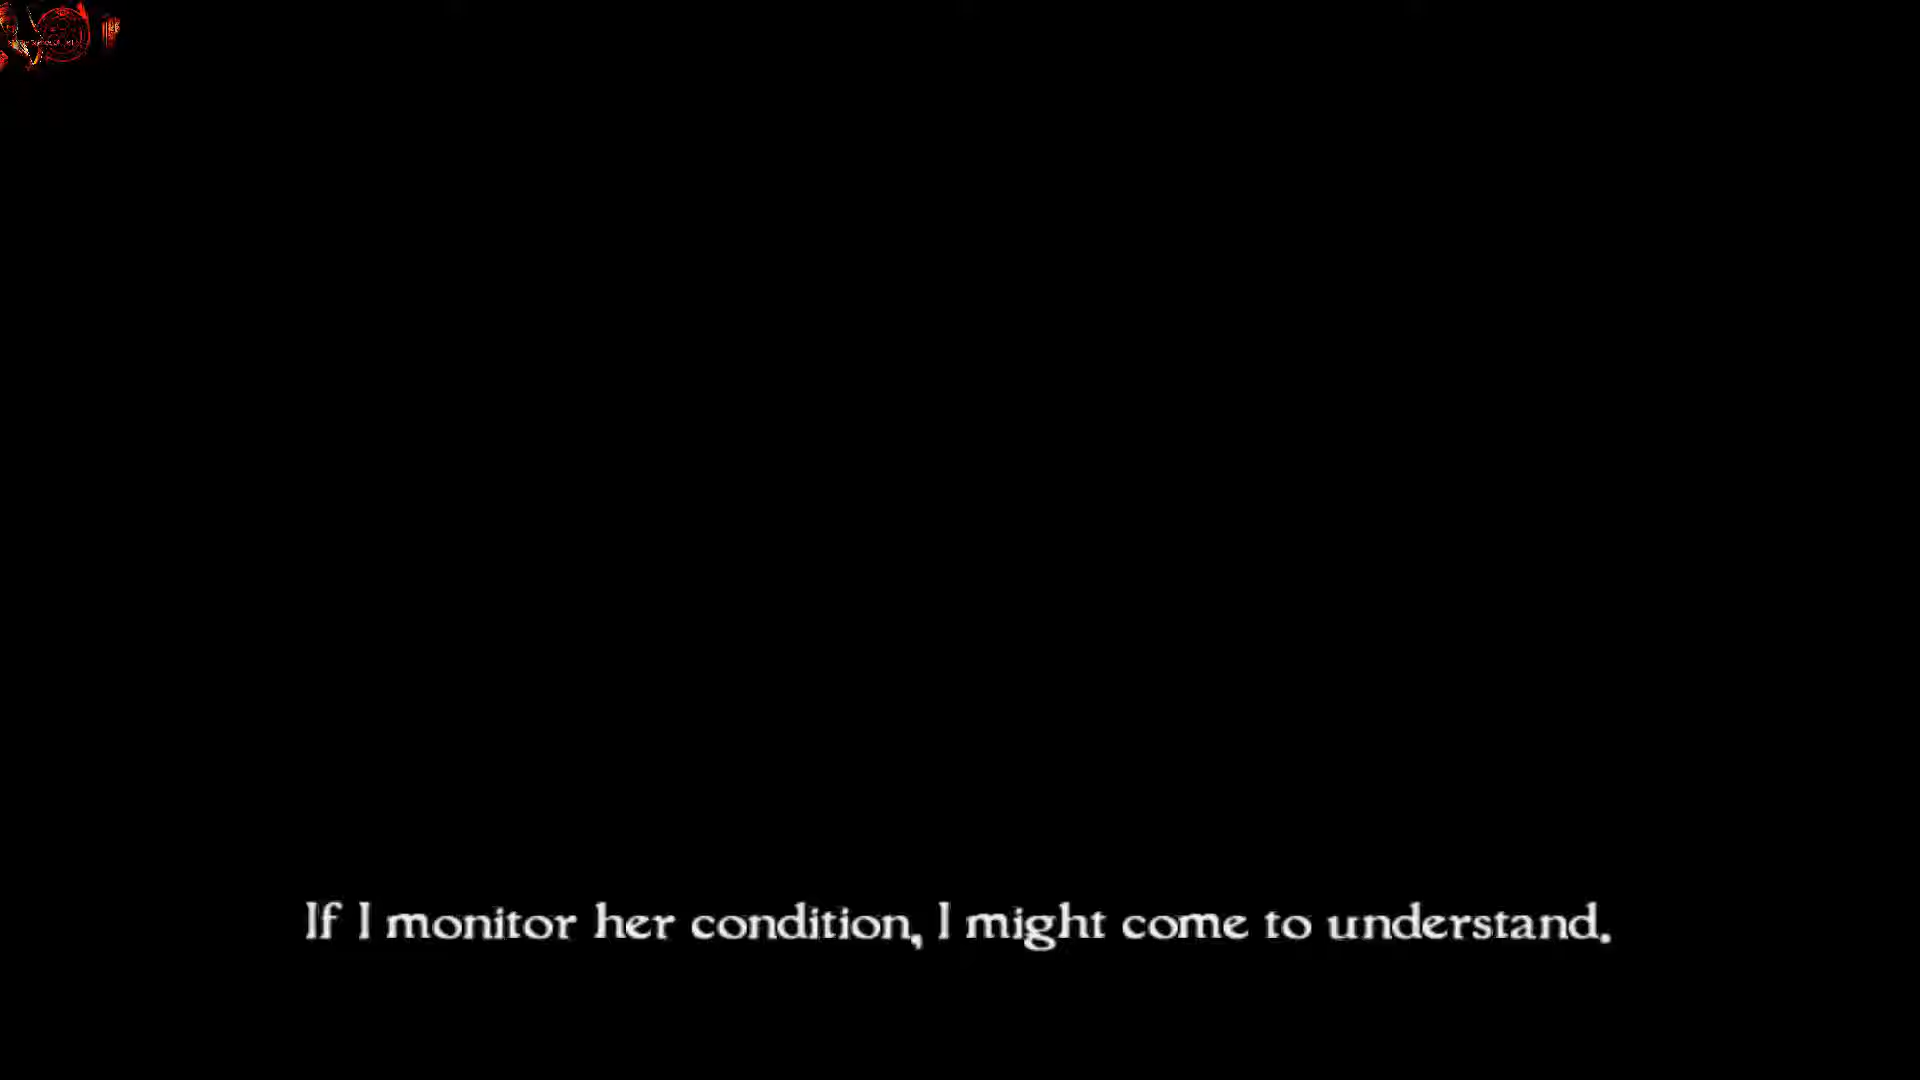 If I monitor her condition, I might come to understand.